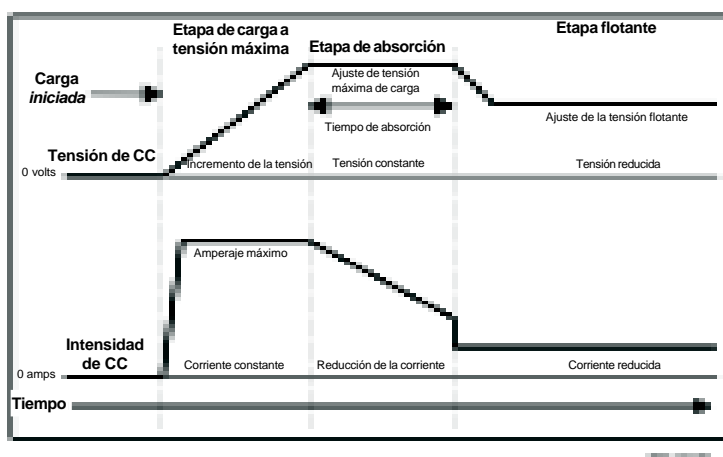 Etapa de carga a
tensión máxima
Etapa de absorción
Etapa flotante
Carga
iniciada
Ajuste de tensión
máxima de carga
Tiempo de absorción
Ajuste de la tensión flotante
Tensión de CC
0 volts
Incremento de la tensión
Tensión constante
Tensión reducida
Amperaje máximo
Intensidad
de CC
0 amps
Corriente constante
Reducción de la corriente
Corriente reducida
Tiempo